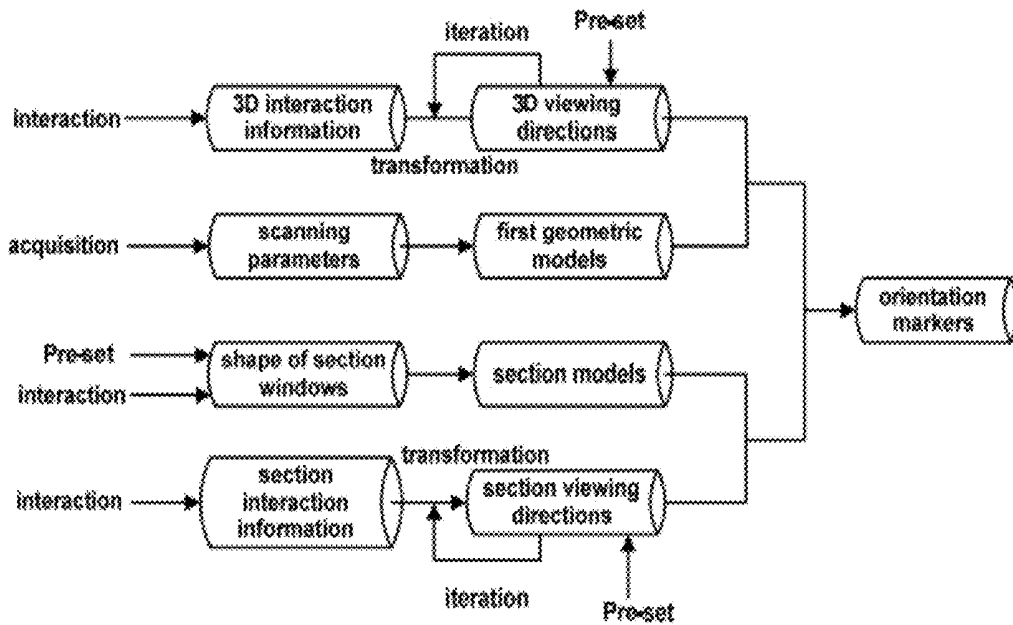 iteration
Pre-set
interaction
3D interaction
information
3D viewing
directions
transformation
acquisition
scanning
parameters
first geometric
models
orientation
markers
Pre-set
interaction
shape of section
windows
section models
transformation
interaction
section
interaction
information
section viewing
directions
iteration
Pre-set